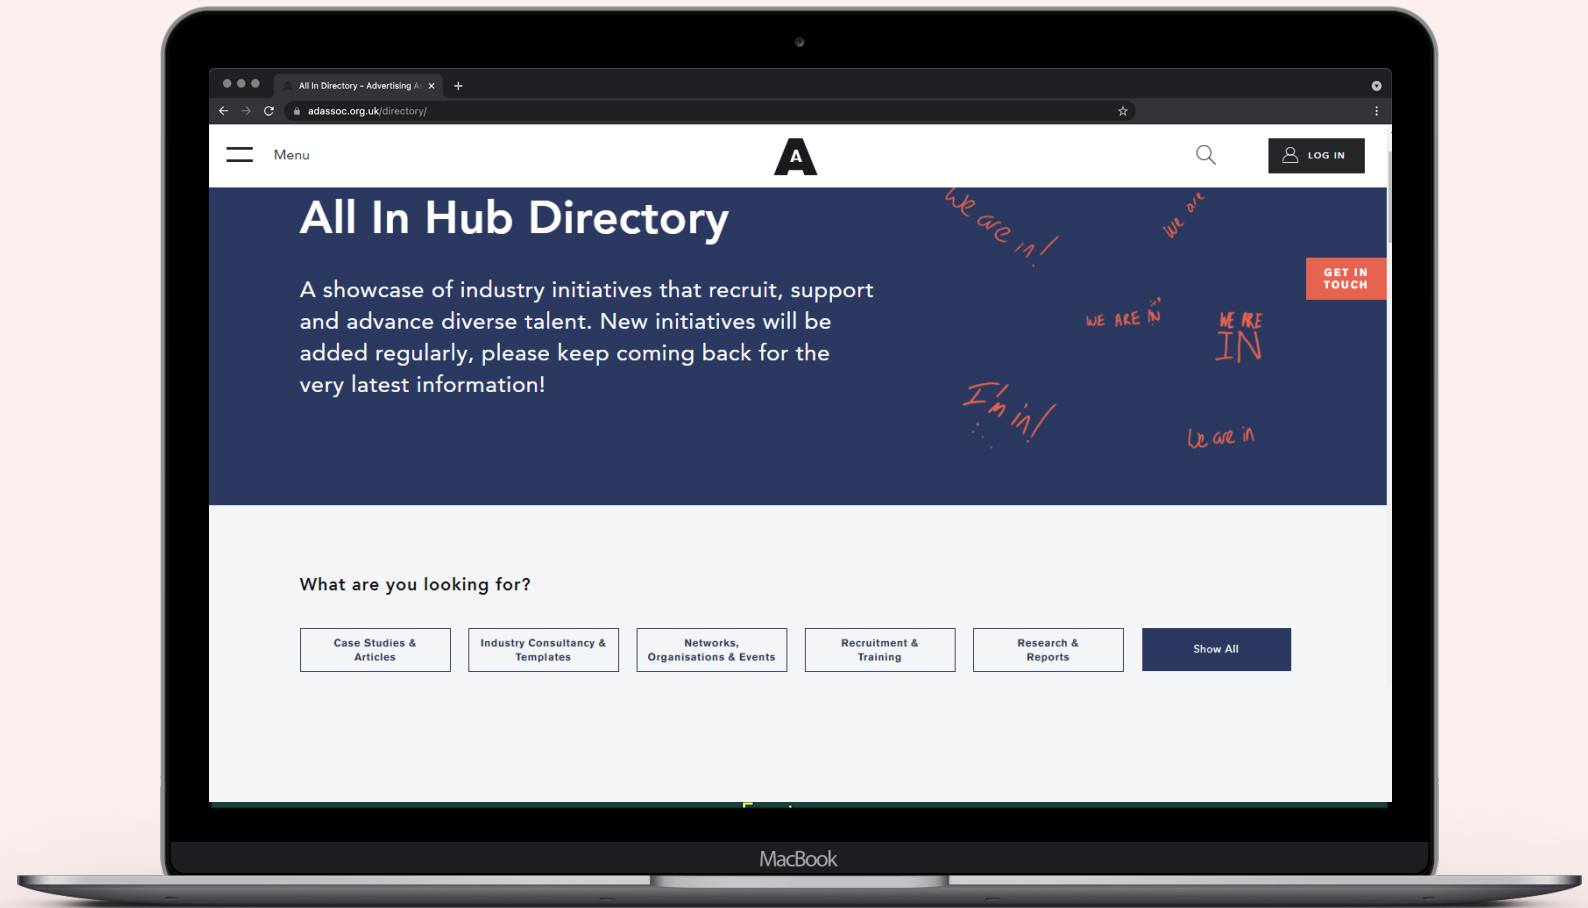 All In Directory - Advertising A
adassoc.org.uk/directory/
Menu
A
LOG IN
All In Hub Directory
We are in!
we are
GET IN
TOUCH
A showcase of industry initiatives that recruit, support
and advance diverse talent. New initiatives will be
added regularly, please keep coming back for the
very latest information!
WE ARE IN
WE ARE
IN
I'm in!
We are in
What are you looking for?
Case Studies &
Articles
Industry Consultancy &
Templates
Networks,
Organisations & Events
Recruitment &
Training
Research &
Reports
Show All
MacBook